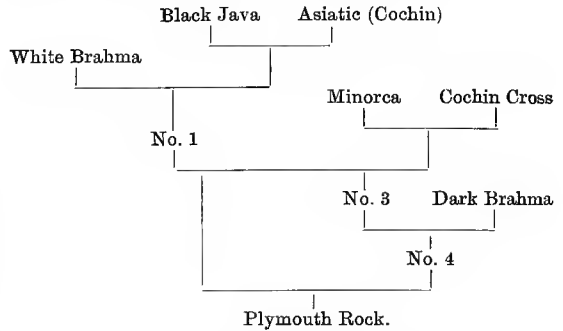 Black Java Asiatic (Cochin)
White Brahma
Minorca Cochin Cross
No. 1
No. 3 Dark Brahma
No. 4
Plymouth Rock.